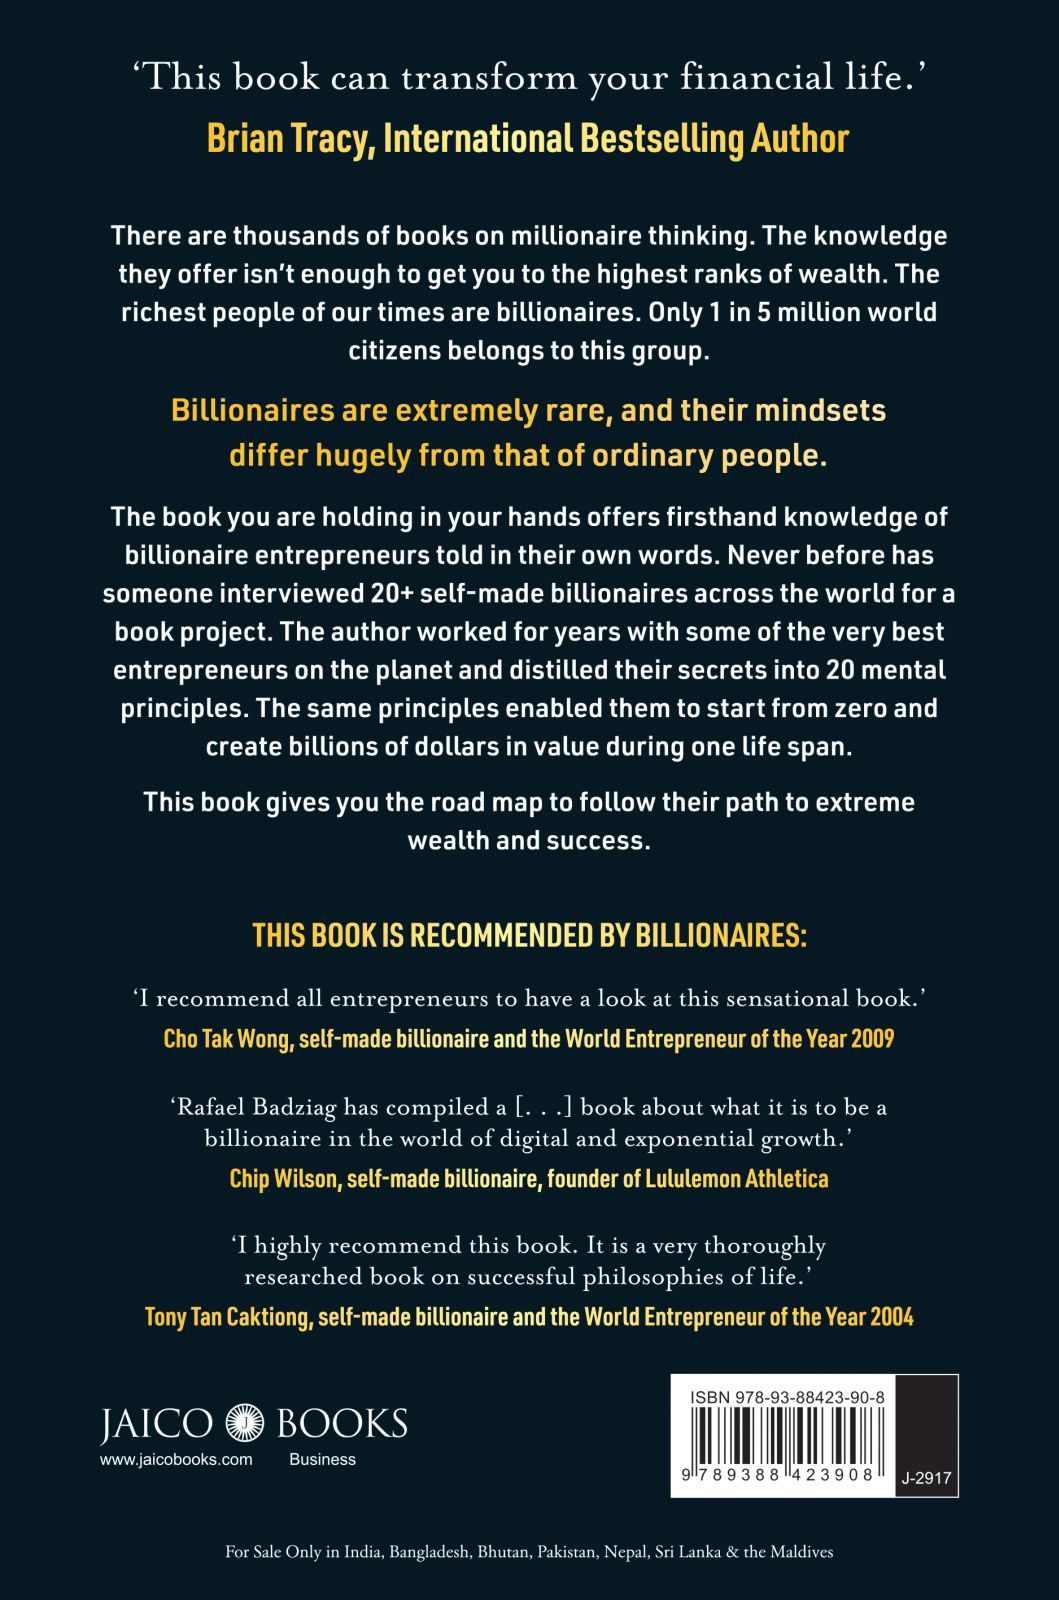 ‘This book can transform your financial life.’
Brian Tracy, International Bestselling Author
There are thousands of books on millionaire thinking. The knowledge
they offer isn’t enough to get you to the highest ranks of wealth. The
richest people of our times are billionaires. Only 1 in 5 million world
citizens belongs to this group.
Billionaires are extremely rare, and their mindsets
differ hugely from that of ordinary people.
The book you are holding in your hands offers firsthand knowledge of
billionaire entrepreneurs told in their own words. Never before has
someone interviewed 20+ self-made billionaires across the world for a
book project. The author worked for years with some of the very best
entrepreneurs on the planet and distilled their secrets into 20 mental
principles. The same principles enabled them to start from zero and
create billions of dollars in value during one life span.
This book gives you the road map to follow their path to extreme
wealth and success.
THIS BOOK IS RECOMMENDED BY BILLIONAIRES:
‘I recommend all entrepreneurs to have a look at this sensational book.’
Cho Tak Wong, self-made billionaire and the World Entrepreneur of the Year 2009
‘Rafael Badziag has compiled a [. . .] book about what it is to be a
billionaire in the world of digital and exponential growth.’
Chip Wilson, self-made billionaire, founder of Lululemon Athletica
‘I highly recommend this book. It is a very thoroughly
researched book on successful philosophies of life.’
Tony Tan Caktiong, self-made billionaire and the World Entrepreneur of the Year 2004
JAICO J BOOKS
www.jaicobooks.com Business
ISBN 978-93-88423-90-8
9 789388 423908
J-2917
For Sale Only in India, Bangladesh, Bhutan, Pakistan, Nepal, Sri Lanka & the Maldives